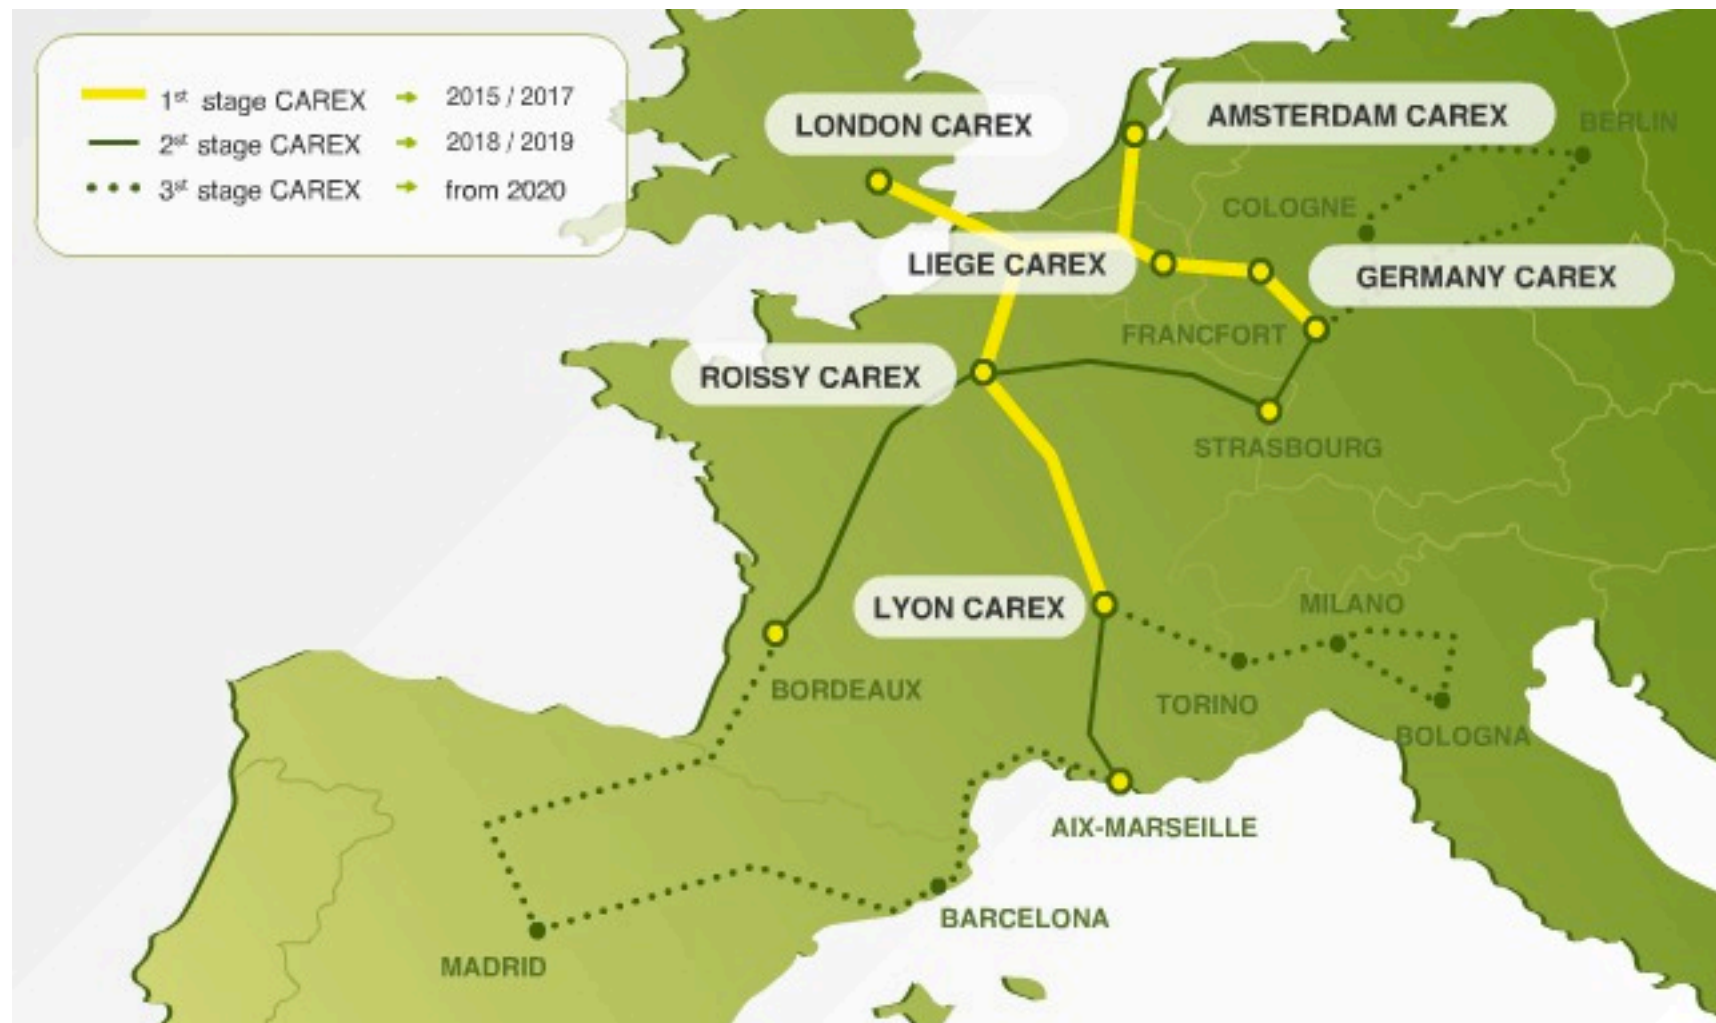 1st stage CAREX 2015 / 2017
2st stage CAREX 2018 / 2019
3st stage CAREX from 2020
LONDON CAREX
AMSTERDAM CAREX
BERLIN
COLOGNE
LIEGE CAREX
GERMANY CAREX
FRANCFORT
ROISSY CAREX
STRASBOURG
LYON CAREX
MILANO
BORDEAUX
TORINO
BOLOGNA
AIX-MARSEILLE
BARCELONA
MADRID